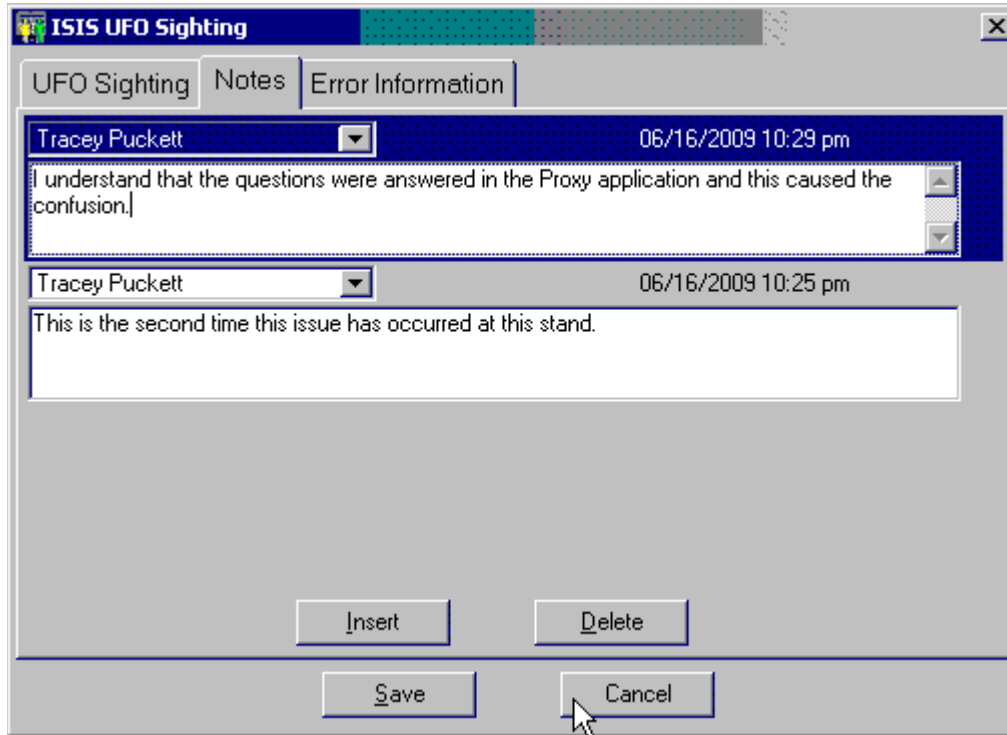 ISIS UFO Sighting
UFO Sighting Notes Error Information
Tracey Puckett 06/16/2009 10:29 pm
I understand that the questions were answered in the Proxy application and this caused the
confusion.
Tracey Puckett 06/16/2009 10:25 pm
This is the second time this issue has occurred at this stand.
Insert Delete
Save Cancel